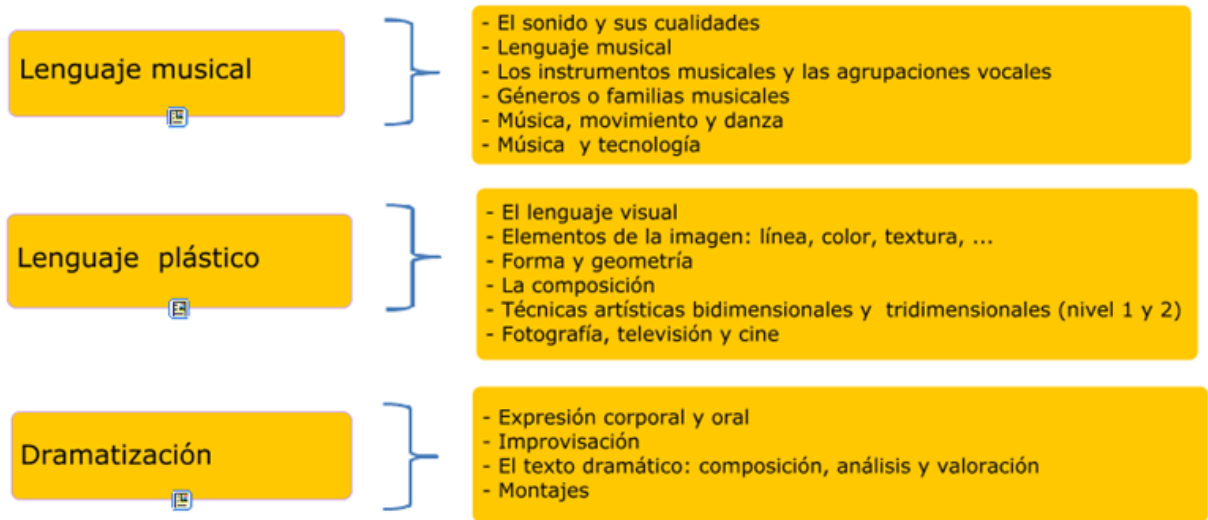 Lenguaje musical
- El sonido y sus cualidades
- Lenguaje musical
- Los instrumentos musicales y las agrupaciones vocales
- Géneros o familias musicales
- Música, movimiento y danza
- Música  y tecnología
Lenguaje  plástico
- El lenguaje visual
- Elementos de la imagen: línea, color, textura, ...
- Forma y geometría
- La composición
- Técnicas artísticas bidimensionales y  tridimensionales (nivel 1 y 2)
- Fotografía, televisión y cine
Dramatización
- Expresión corporal y oral
- Improvisación
- El texto dramático: composición, análisis y valoración
- Montajes